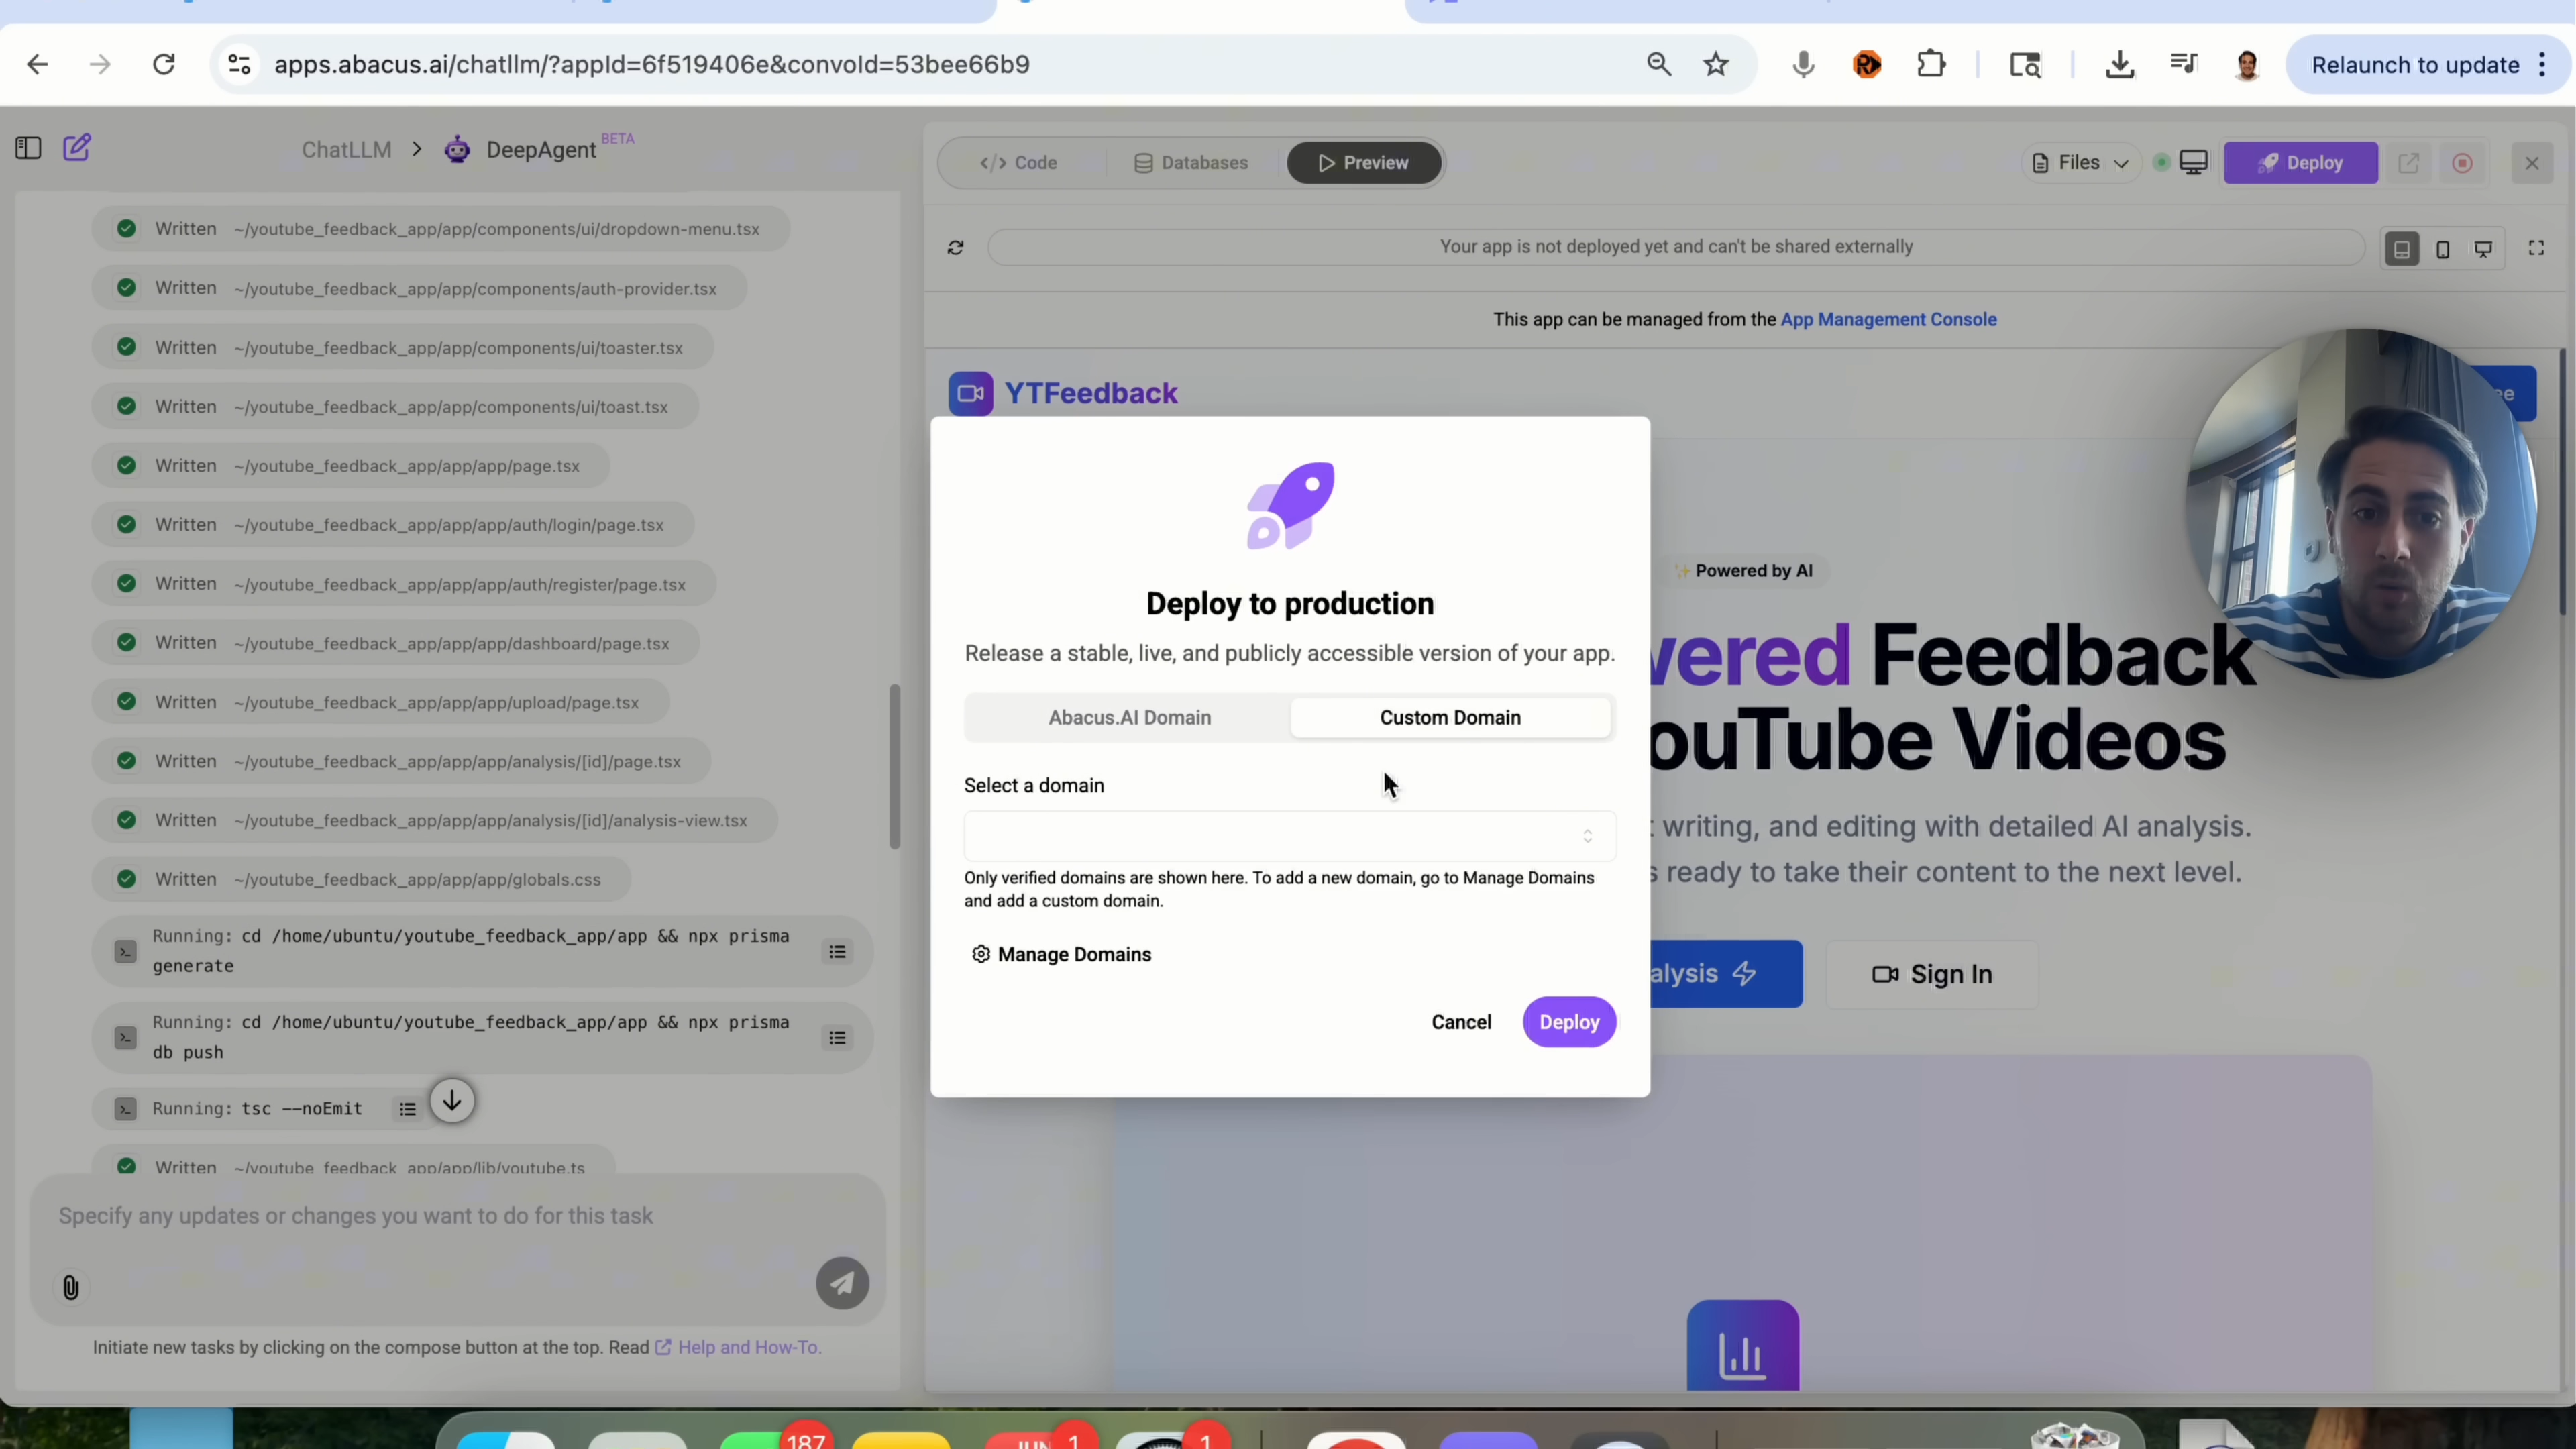 apps.abacus.ai/chatllm/?appId=6f519406e&convoId=53bee66b9
Relaunch to update
ChatLLM > DeepAgent BETA
</> Code
Databases
Preview
Files
Deploy
Written ~/youtube_feedback_app/app/components/ui/dropdown-menu.tsx
Written ~/youtube_feedback_app/app/components/auth-provider.tsx
Written ~/youtube_feedback_app/app/components/ui/toaster.tsx
Written ~/youtube_feedback_app/app/components/ui/toast.tsx
Written ~/youtube_feedback_app/app/app/page.tsx
Written ~/youtube_feedback_app/app/app/auth/login/page.tsx
Written ~/youtube_feedback_app/app/app/auth/register/page.tsx
Written ~/youtube_feedback_app/app/app/dashboard/page.tsx
Written ~/youtube_feedback_app/app/app/upload/page.tsx
Written ~/youtube_feedback_app/app/app/analysis/[id]/page.tsx
Written ~/youtube_feedback_app/app/app/analysis/[id]/analysis-view.tsx
Written ~/youtube_feedback_app/app/app/globals.css
Running: cd /home/ubuntu/youtube_feedback_app/app && npx prisma
generate
Running: cd /home/ubuntu/youtube_feedback_app/app && npx prisma
db push
Running: tsc --noEmit
Written ~/youtube_feedback_app/app/lib/youtube.ts
Specify any updates or changes you want to do for this task
Initiate new tasks by clicking on the compose button at the top. Read Help and How-To.
Your app is not deployed yet and can't be shared externally
This app can be managed from the App Management Console
YTFeedback
ee
Powered by AI
wered Feedback
ouTube Videos
t writing, and editing with detailed AI analysis.
s ready to take their content to the next level.
alysis
Sign In
Deploy to production
Release a stable, live, and publicly accessible version of your app.
Abacus.AI Domain
Custom Domain
Select a domain
Only verified domains are shown here. To add a new domain, go to Manage Domains
and add a custom domain.
Manage Domains
Cancel
Deploy
187
JUN
1
1